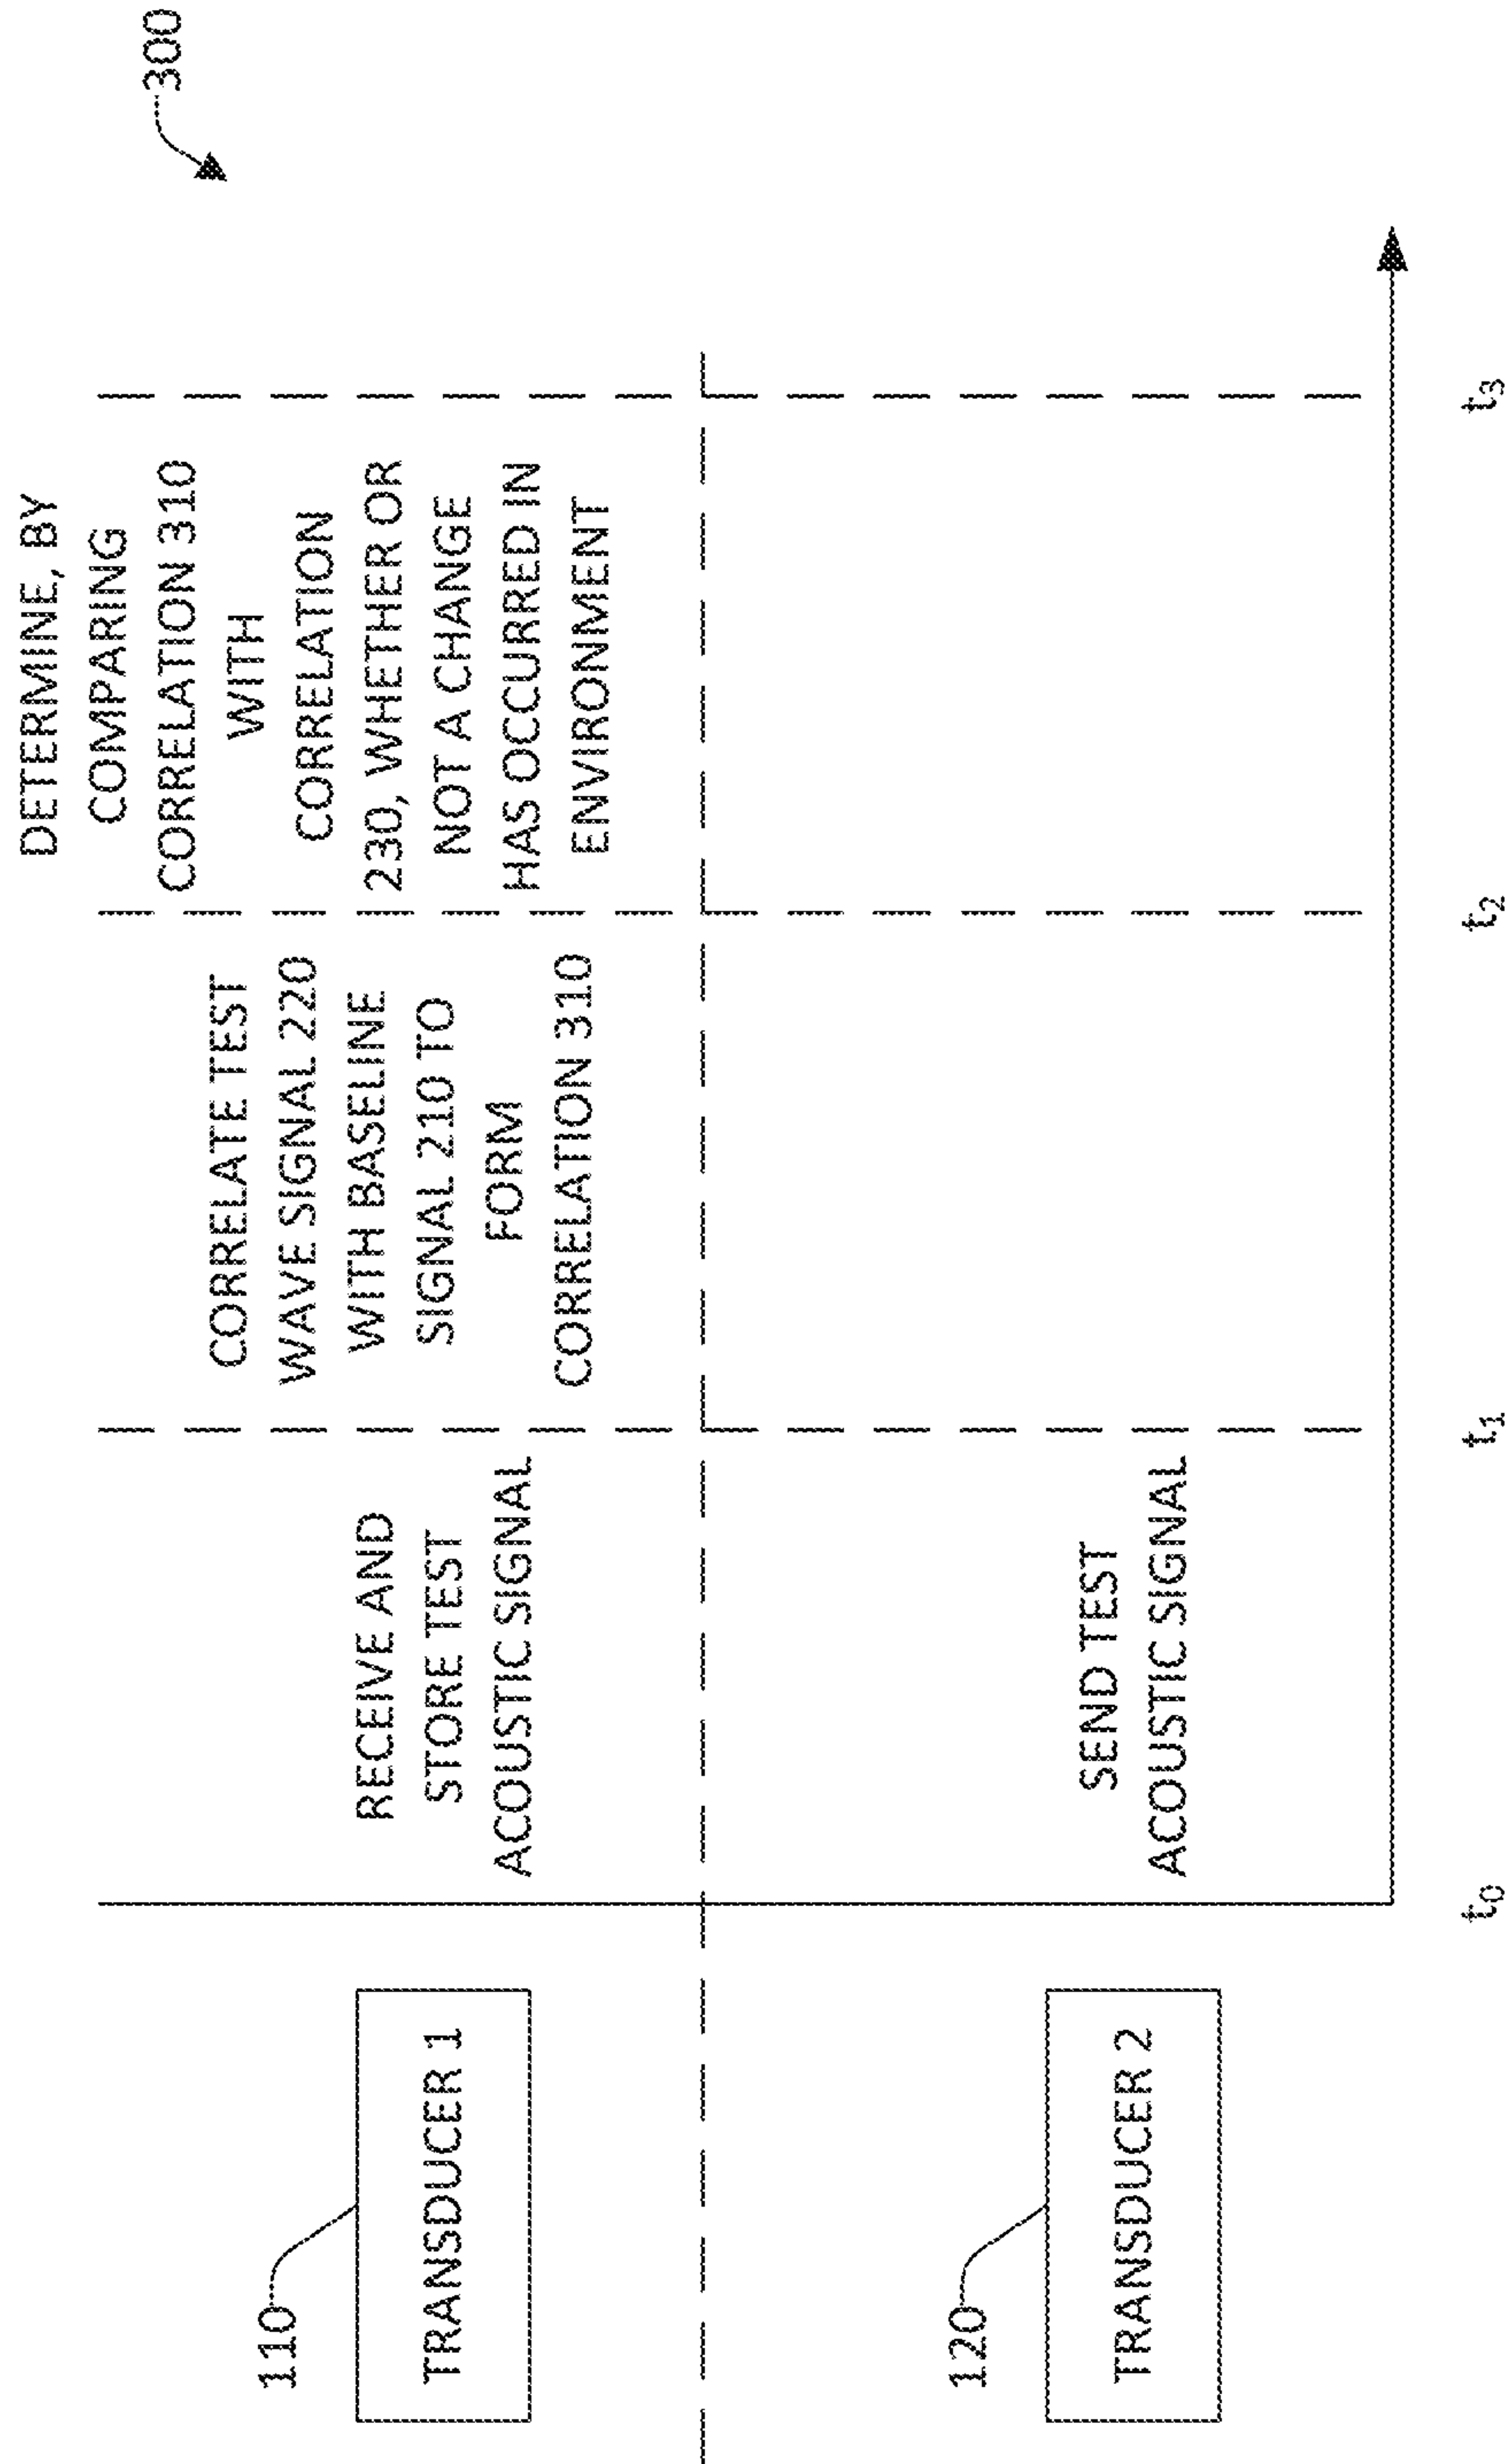 300
110
TRANSDUCER 1
RECEIVE AND
STORE TEST
ACOUSTIC SIGNAL
CORRELATE TEST
WAVE SIGNAL 220
WITH BASELINE
SIGNAL 210 TO
FORM
CORRELATION 310
DETERMINE, BY
COMPARING
CORRELATION 310
WITH
CORRELATION
230, WHETHER OR
NOT A CHANGE
HAS OCCURRED IN
ENVIRONMENT
120
TRANSDUCER 2
SEND TEST
ACOUSTIC SIGNAL
t0
t1
t2
t3